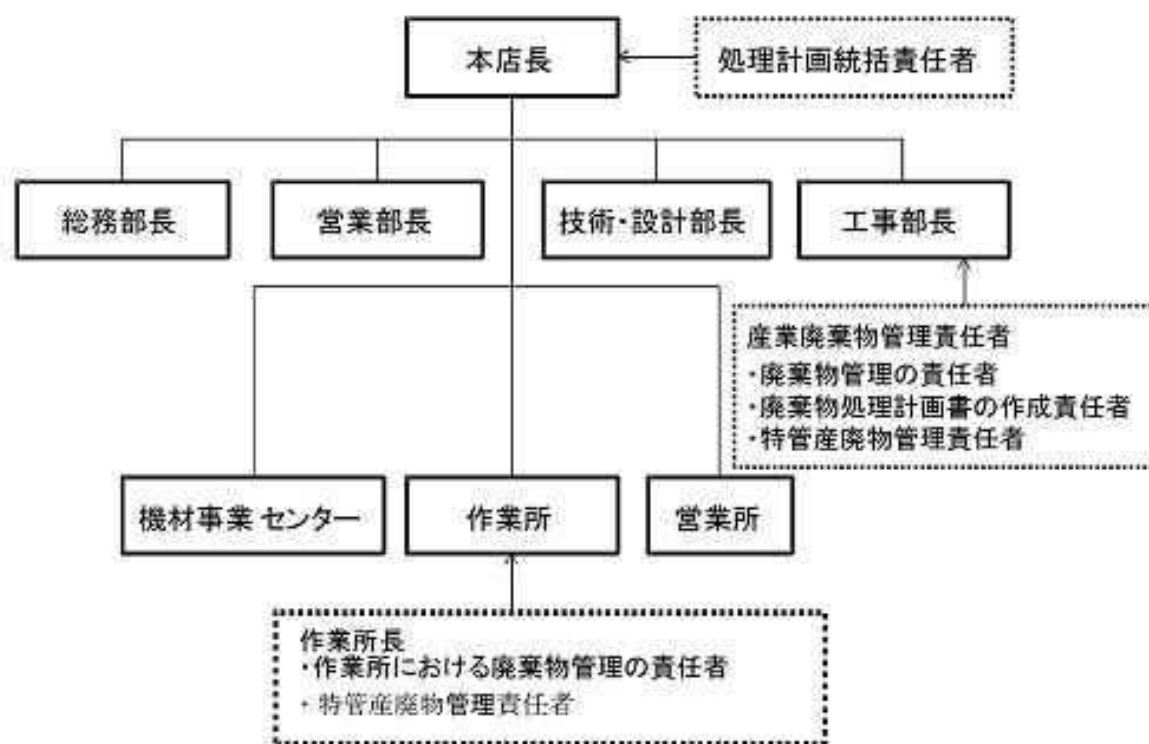 本店長
処理計画統括責任者
総務部長
営業部長
技術・設計部長
工事部長
産業廃棄物管理責任者
・廃棄物管理の責任者
・廃棄物処理計画書の作成責任者
・特管産廃物管理責任者
機材事業センター
作業所
営業所
作業所長
・作業所における廃棄物管理の責任者
・特管産廃物管理責任者